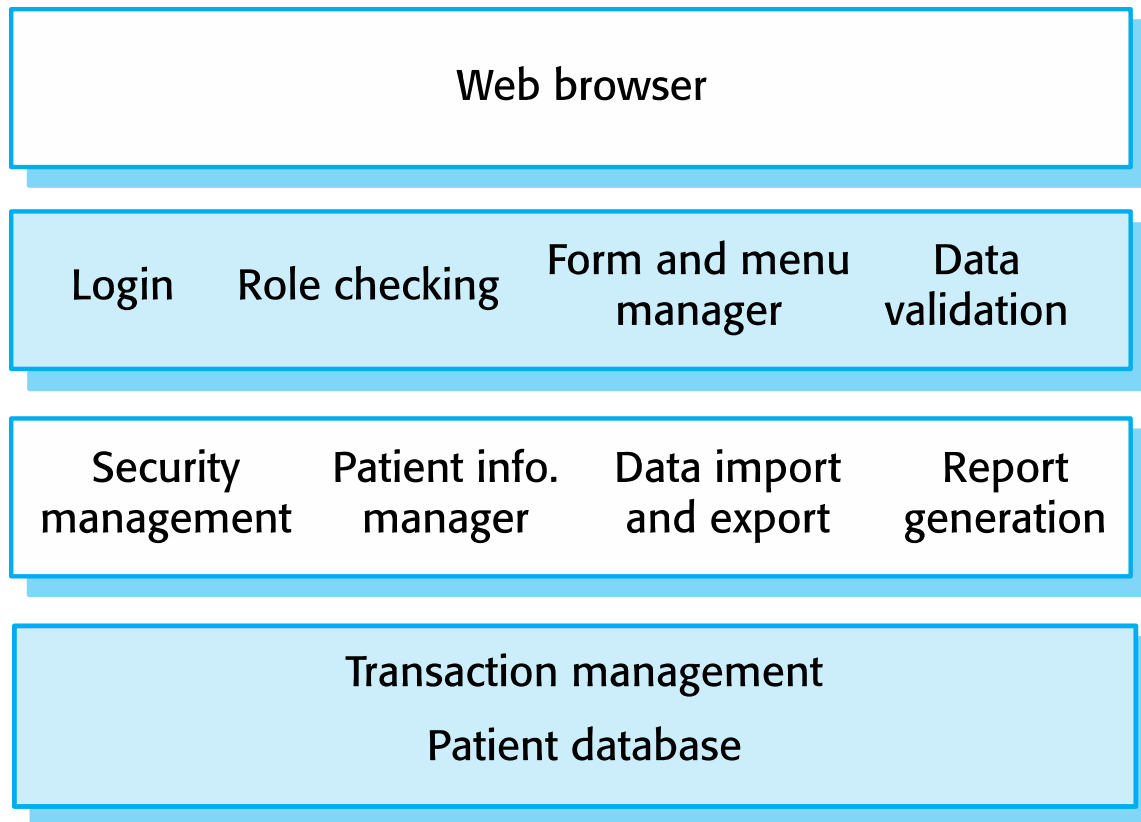 Web browser
Login
Role checking
Form and menu
manager
Data
validation
Security
management
Patient info.
manager
Data import
and export
Report
generation
Transaction management
Patient database